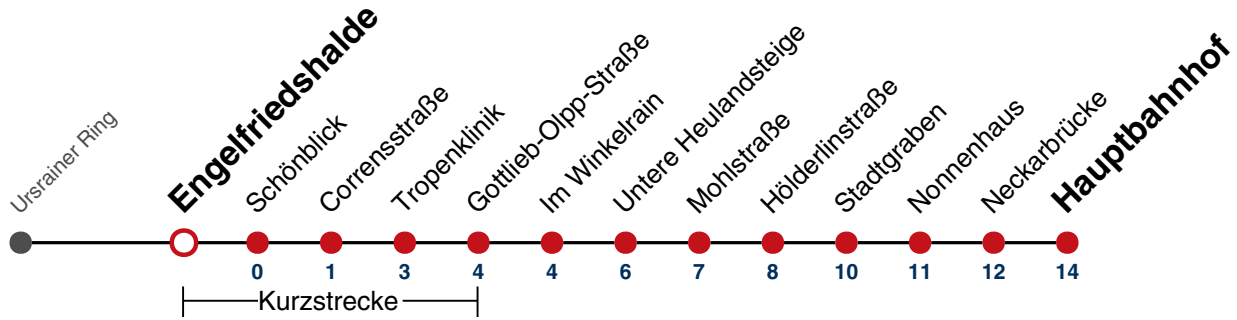 Ursrainer Ring
Engelfriedshalde
Schönblick
Corrensstraße
Tropenklinik
Gottlieb-Olpp-Straße
Im Winkelrain
Untere Heulandsteige
Mohlstraße
Hölderlinstraße
Stadtgraben
Nonnenhaus
Neckarbrücke
Hauptbahnhof
0 1 3 4 4 6 7 8 10 11 12 14
Kurzstrecke